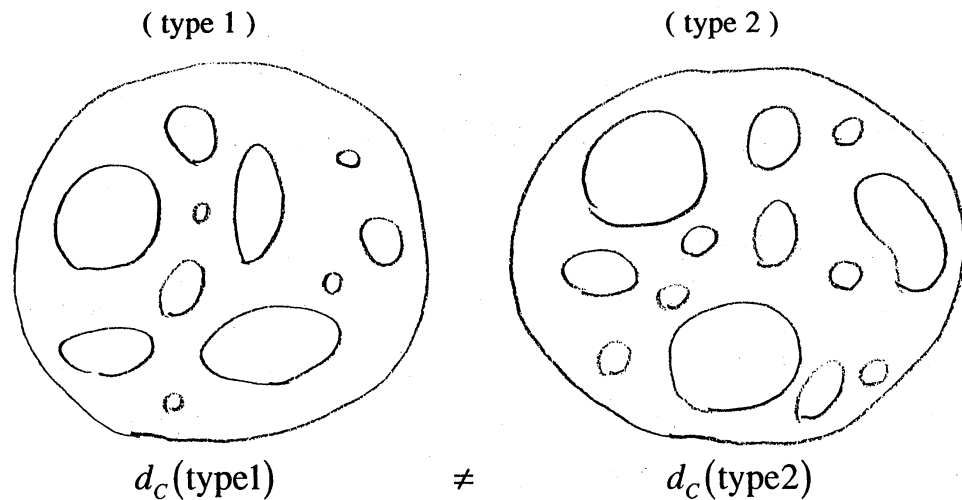 ( type 1 ) ( type 2 )
d_C(type1) ≠ d_C(type2)